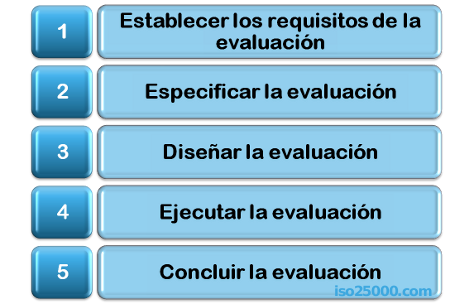 1
Establecer los requisitos de la
evaluación
2
Especificar la evaluación
3
Diseñar la evaluación
4
Ejecutar la evaluación
5
Concluir la evaluación
iso25000.com